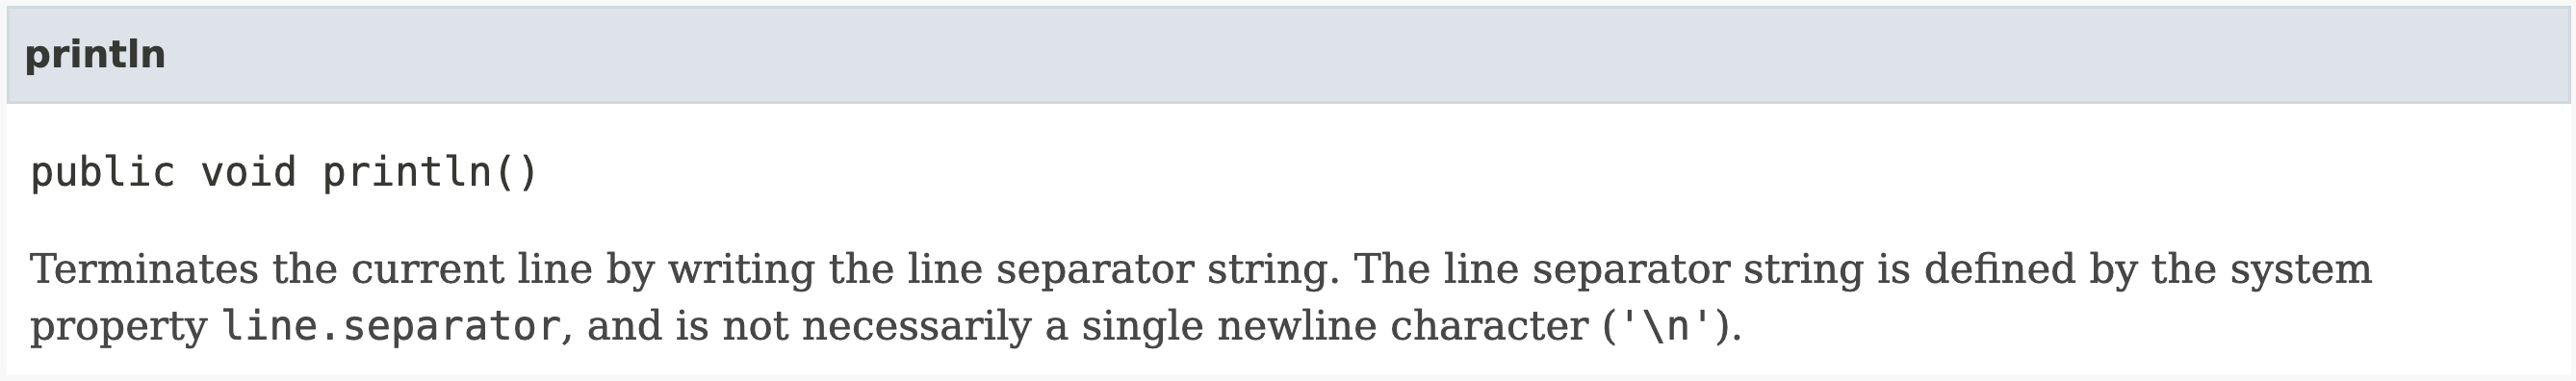 println
public void println()
Terminates the current line by writing the line separator string. The line separator string is defined by the system
property line.separator, and is not necessarily a single newline character ('\n').